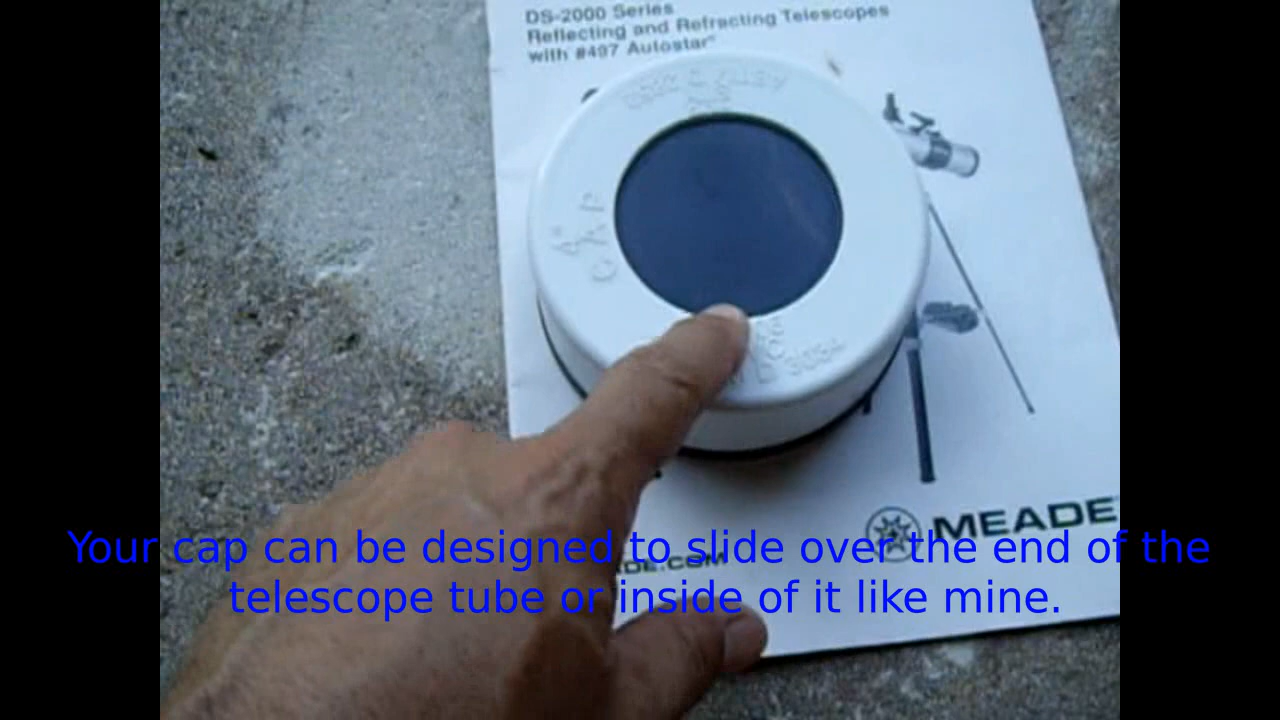 DS-2000 Series
Reflecting and Refracting Telescopes
with #497 Autostar
CAP
MEADE
Your cap can be designed to slide over the end of the
telescope tube or inside of it like mine.